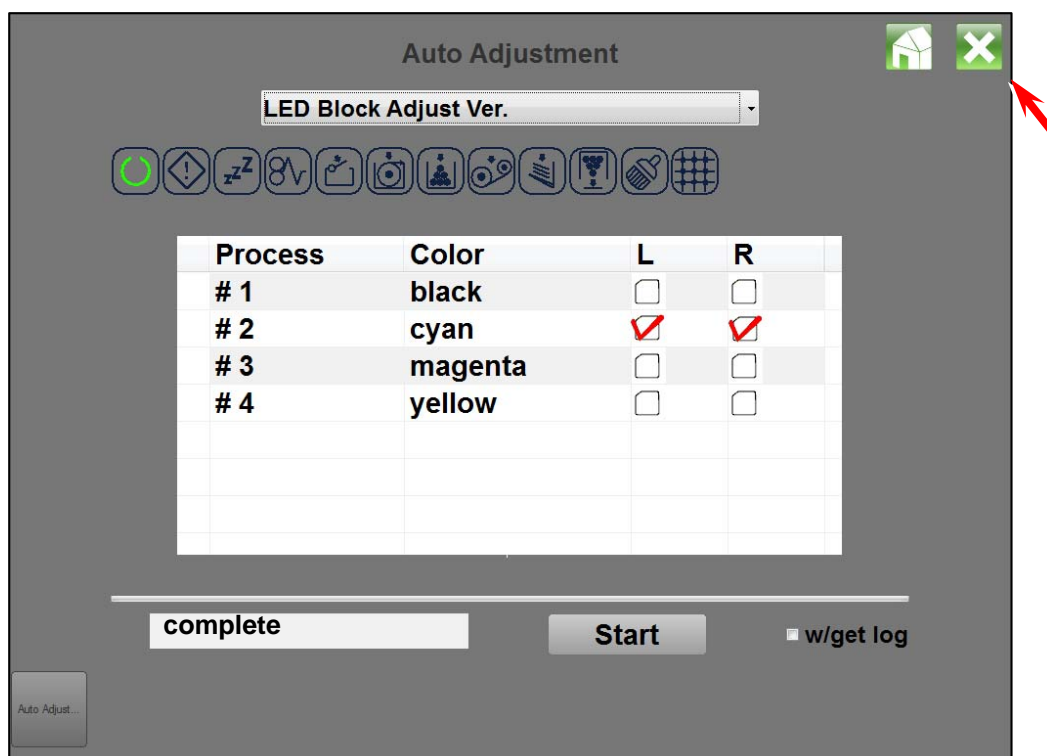 Auto Adjustment
LED Block Adjust Ver.
zzZ
Process Color L R
# 1 black
# 2 cyan
# 3 magenta
# 4 yellow
complete Start w/get log
Auto Adjust...